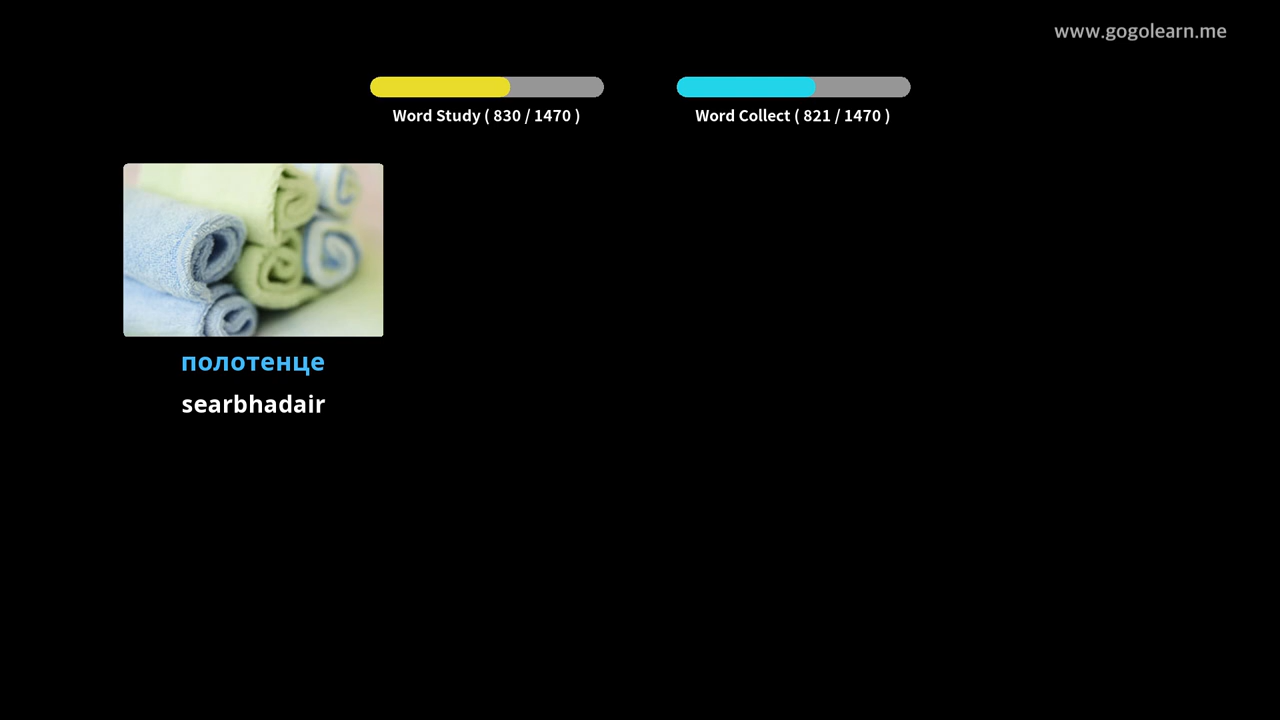 www.gogolearn.me
Word Study ( 830 / 1470 )
Word Collect ( 821 / 1470 )
полотенце
searbhadair